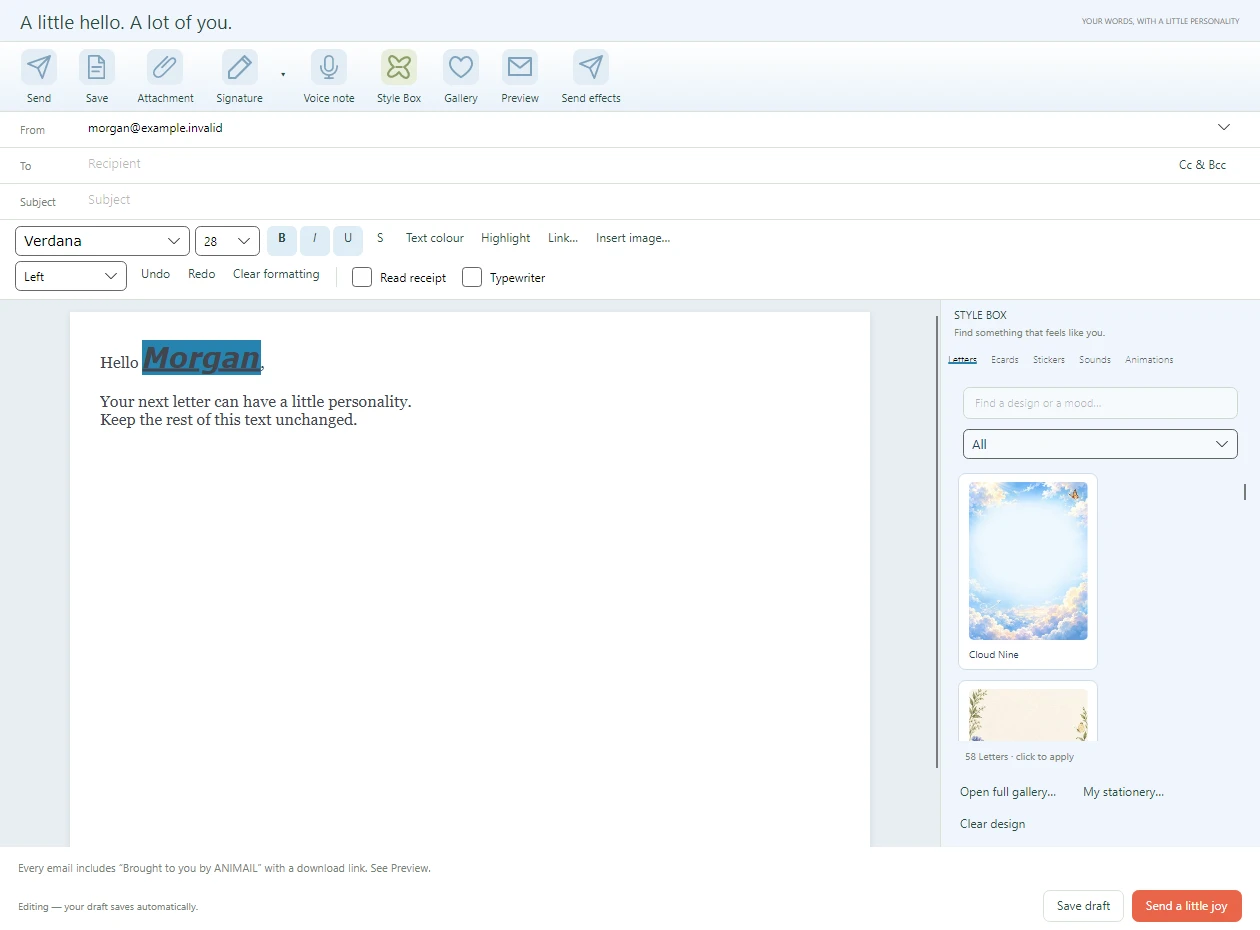 A little hello. A lot of you.
YOUR WORDS, WITH A LITTLE PERSONALITY
Send
Save
Attachment
Signature
Voice note
Style Box
Gallery
Preview
Send effects
From
morgan@example.invalid
To
Recipient
Cc & Bcc
Subject
Subject
Verdana
28
B
I
U
S
Text colour
Highlight
Link...
Insert image...
Left
Undo
Redo
Clear formatting
Read receipt
Typewriter
Hello Morgan,
Your next letter can have a little personality.
Keep the rest of this text unchanged.
STYLE BOX
Find something that feels like you.
Letters
Ecards
Stickers
Sounds
Animations
Find a design or a mood...
All
Cloud Nine
58 Letters · click to apply
Open full gallery...
My stationery...
Clear design
Every email includes “Brought to you by ANIMAIL” with a download link. See Preview.
Editing — your draft saves automatically.
Save draft
Send a little joy